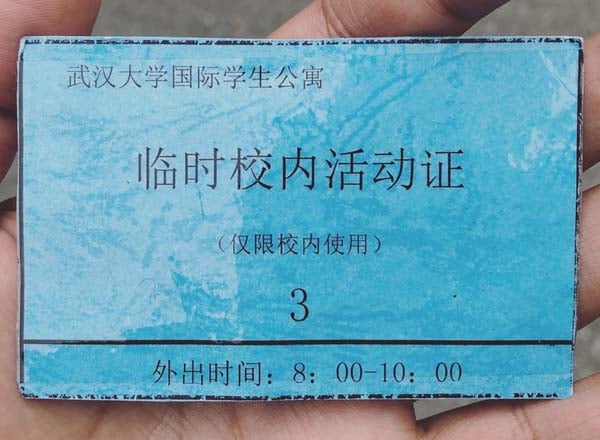 武汉大学国际学生公寓
临时校内活动证
（仅限校内使用）
3
外出时间：8：00-10：00